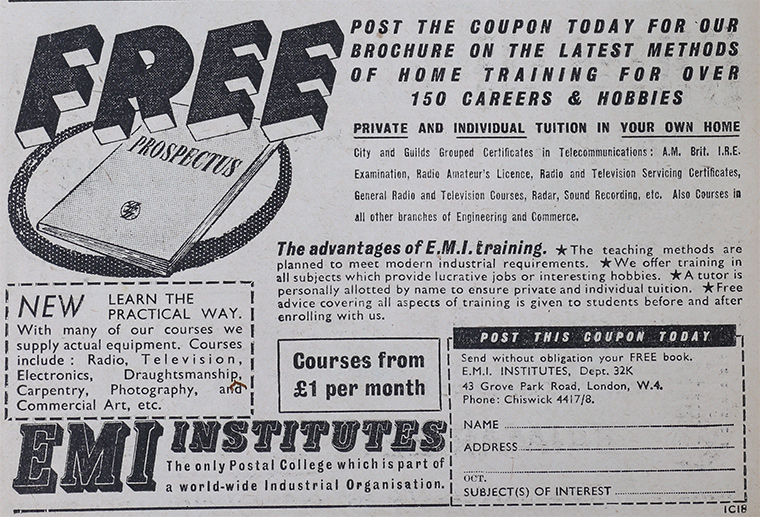 FREE
PROSPECTUS
POST THE COUPON TODAY FOR OUR
BROCHURE ON THE LATEST METHODS
OF HOME TRAINING FOR OVER
150 CAREERS & HOBBIES
PRIVATE AND INDIVIDUAL TUITION IN YOUR OWN HOME
City and Guilds Grouped Certificates in Telecommunications: A.M. Brit. I.R.E.
Examination, Radio Amateur's Licence, Radio and Television Servicing Certificates,
General Radio and Television Courses, Radar, Sound Recording, etc. Also Courses in
all other branches of Engineering and Commerce.
The advantages of E.M.I. training. ★The teaching methods are
planned to meet modern industrial requirements. ★We offer training in
all subjects which provide lucrative jobs or interesting hobbies. ★A tutor is
personally allotted by name to ensure private and individual tuition. ★Free
advice covering all aspects of training is given to students before and after
enrolling with us.
NEW LEARN THE
PRACTICAL WAY.
With many of our courses we
supply actual equipment. Courses
include: Radio, Television,
Electronics, Draughtsmanship,
Carpentry, Photography, and
Commercial Art, etc.
Courses from
£1 per month
EMI INSTITUTES
The only Postal College which is part of
a world-wide Industrial Organisation.
POST THIS COUPON TODAY
Send without obligation your FREE book.
E.M.I. INSTITUTES, Dept. 32K
43 Grove Park Road, London, W.4.
Phone: Chiswick 4417/8.
NAME
ADDRESS
OCT.
SUBJECT(S) OF INTEREST
IC18